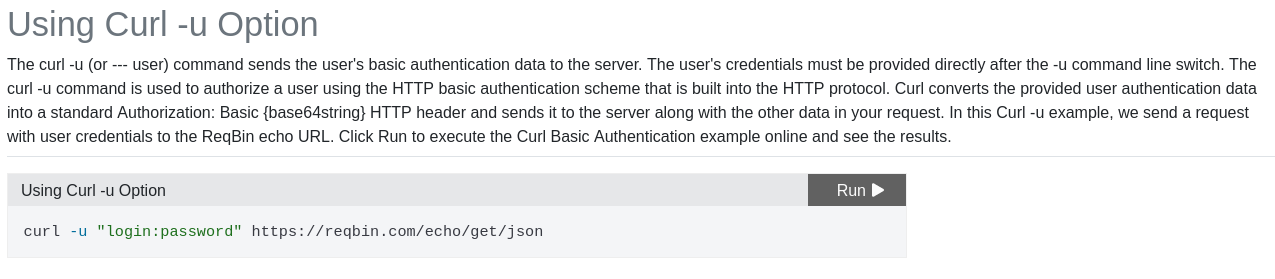 Using Curl -u Option
The curl -u (or --- user) command sends the user's basic authentication data to the server. The user's credentials must be provided directly after the -u command line switch. The
curl -u command is used to authorize a user using the HTTP basic authentication scheme that is built into the HTTP protocol. Curl converts the provided user authentication data
into a standard Authorization: Basic {base64string} HTTP header and sends it to the server along with the other data in your request. In this Curl -u example, we send a request
with user credentials to the ReqBin echo URL. Click Run to execute the Curl Basic Authentication example online and see the results.
Using Curl -u Option Run
curl -u "login:password" https://reqbin.com/echo/get/json